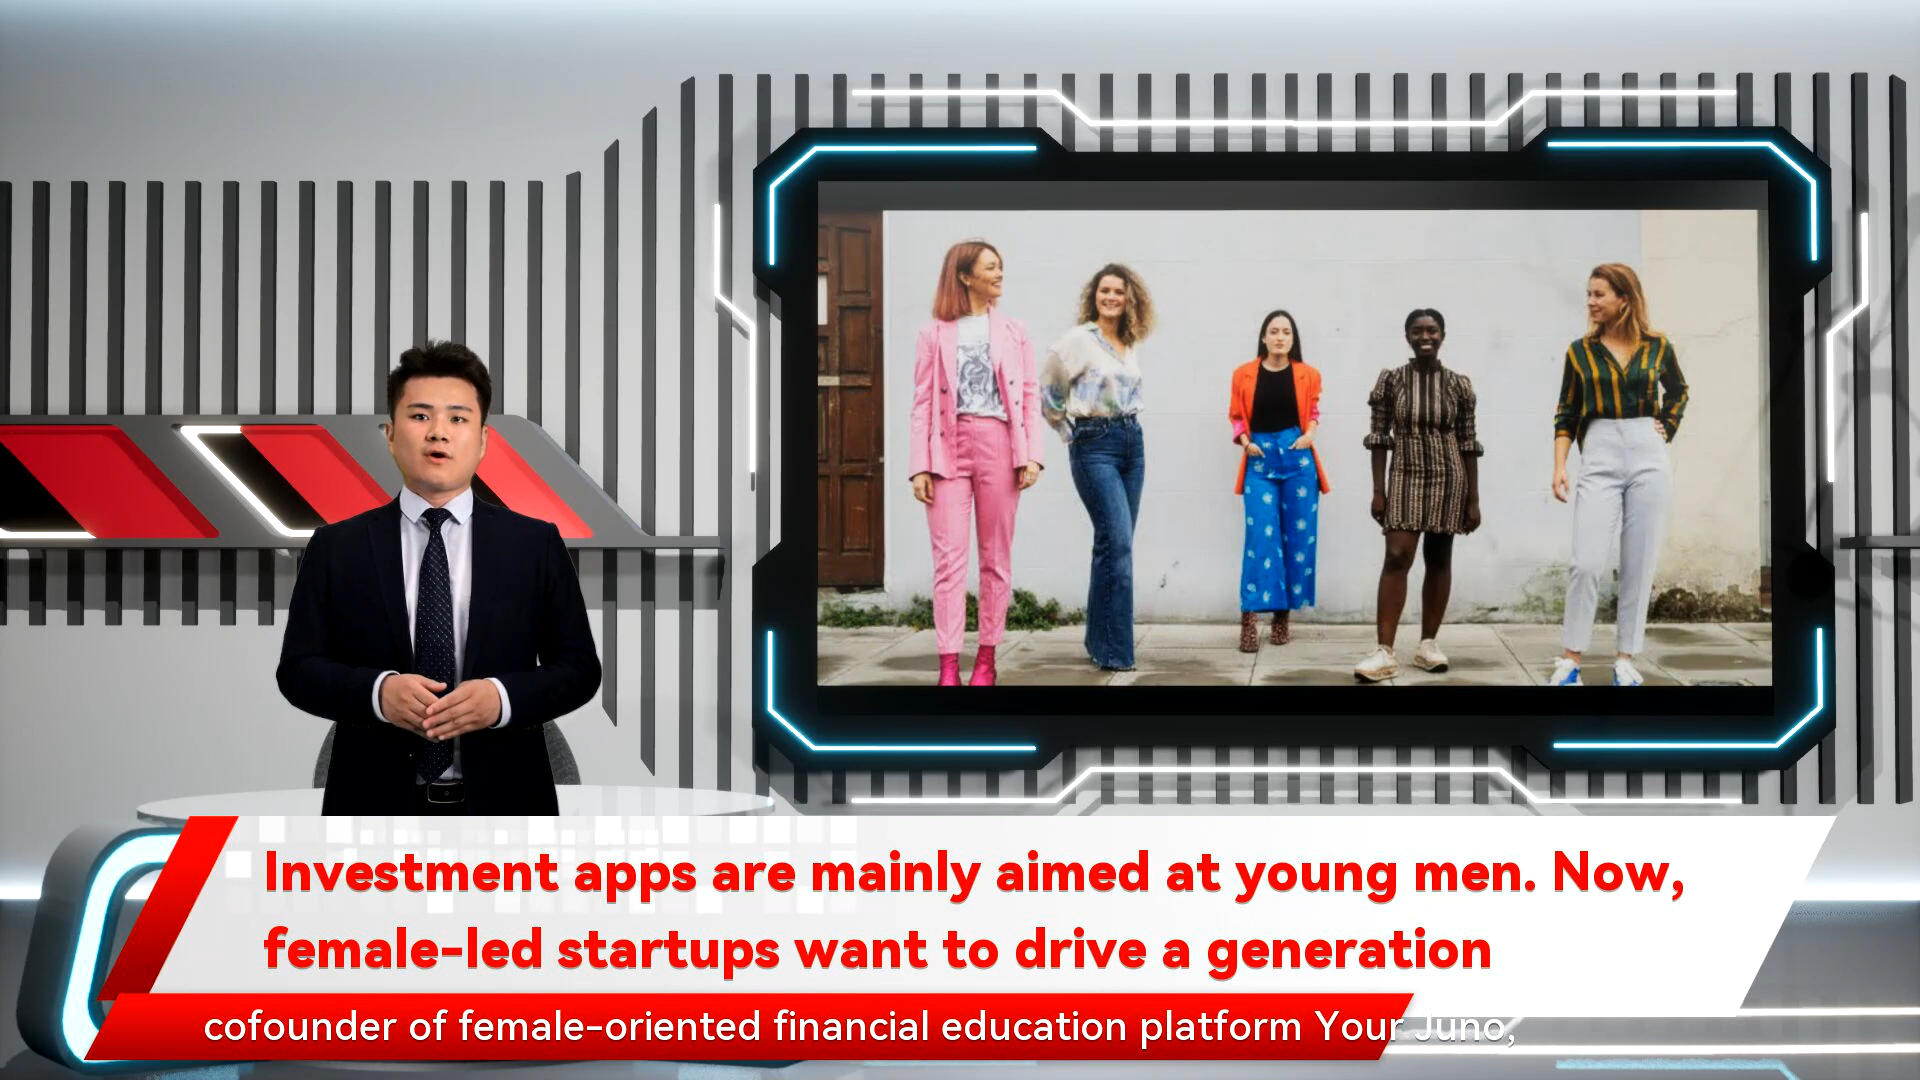 Investment apps are mainly aimed at young men. Now,
female-led startups want to drive a generation
cofounder of female-oriented financial education platform Your Juno,